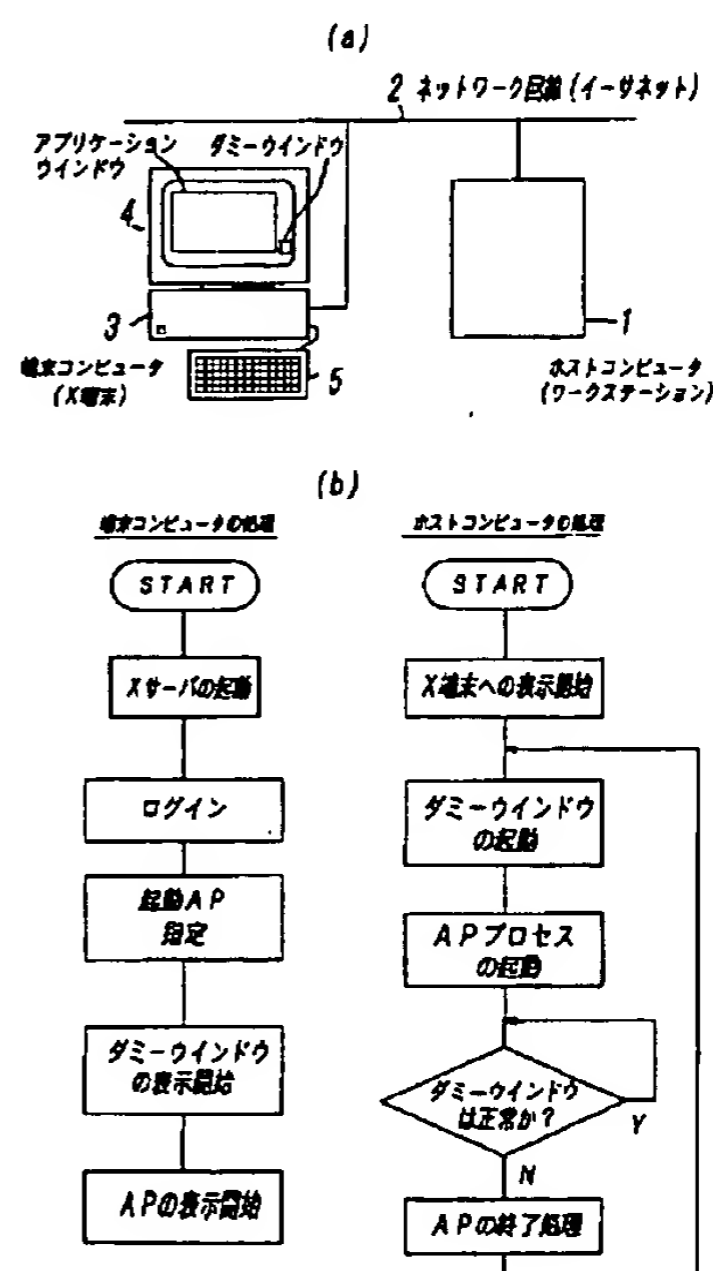 (a)
2 ネットワーク回線(イーサネット)
アプリケーション
ウインドウ
ダミーウインドウ
4
3
1
端末コンピュータ
(X端末)
5
ホストコンピュータ
(ワークステーション)
(b)
端末コンピュータの処理
START
Xサーバの起動
ログイン
起動AP
指定
ダミーウインドウ
の表示開始
APの表示開始
ホストコンピュータの処理
START
X端末への表示開始
ダミーウインドウ
の起動
APプロセス
の起動
ダミーウインドウ
は正常か?
Y
N
APの終了処理